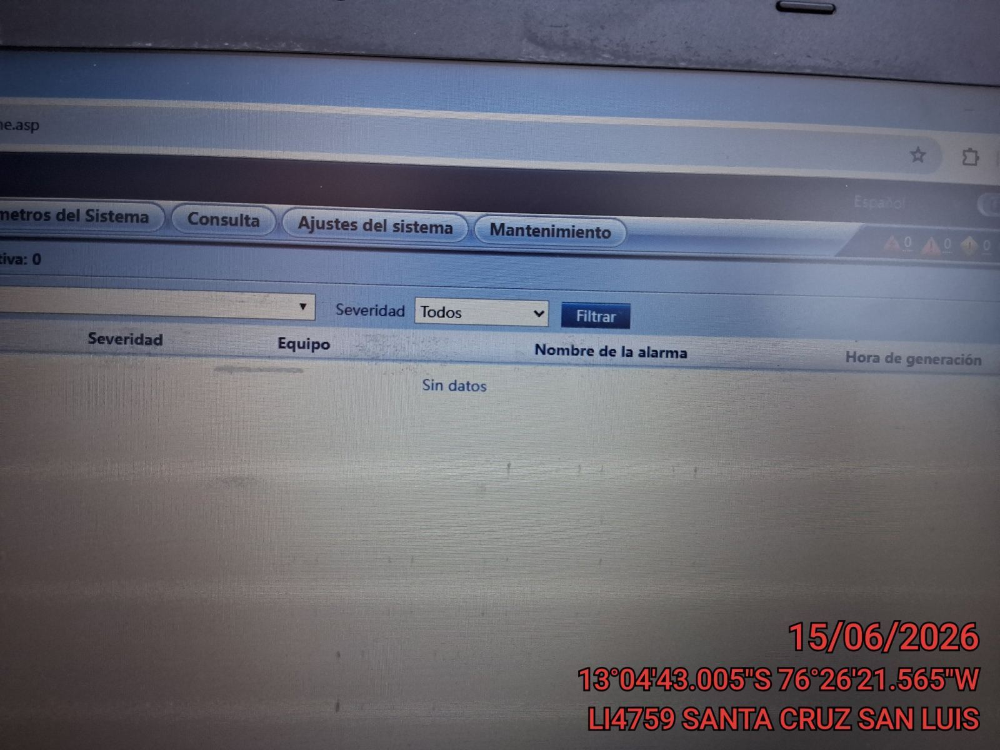 ne.asp
Español
metros del Sistema Consulta Ajustes del sistema Mantenimiento
0 0 0
tiva: 0
Severidad Todos Filtrar
Severidad Equipo Nombre de la alarma Hora de generación
Sin datos
15/06/2026
13°04'43.005"S 76°26'21.565"W
LI4759 SANTA CRUZ SAN LUIS